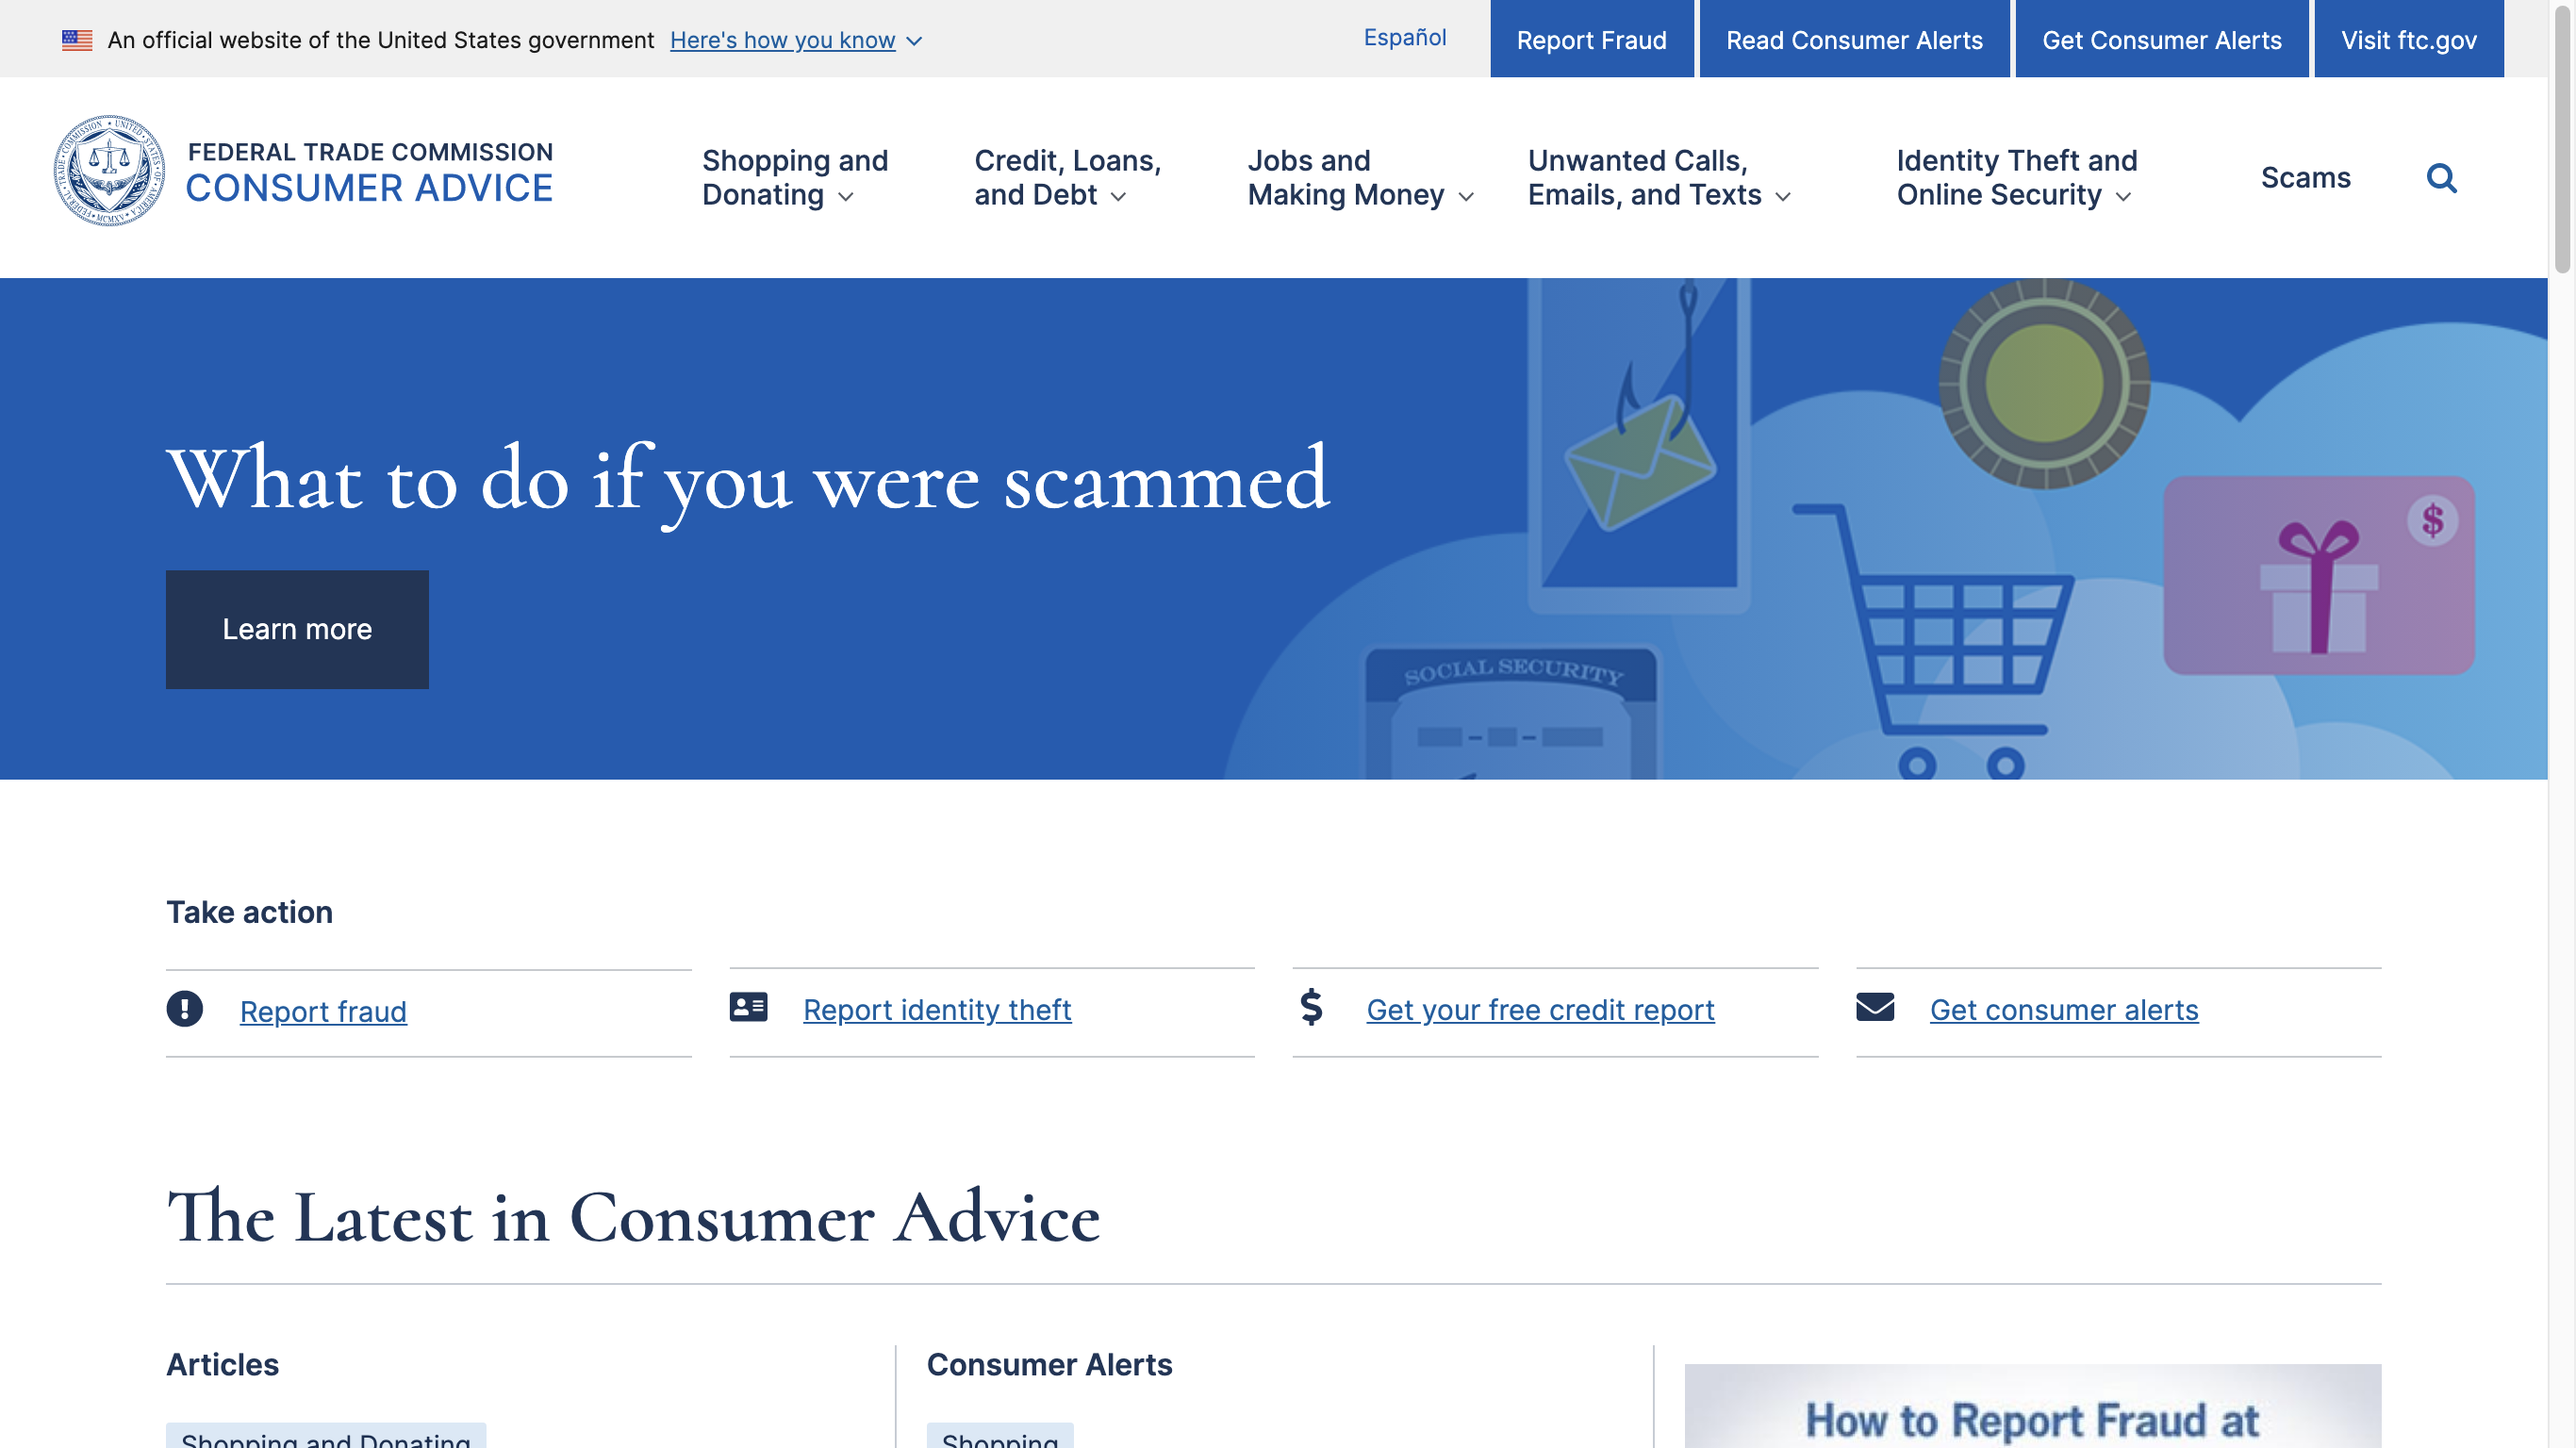 An official website of the United States government Here's how you know
Español
Report Fraud
Read Consumer Alerts
Get Consumer Alerts
Visit ftc.gov
FEDERAL TRADE COMMISSION
CONSUMER ADVICE
Shopping and
Donating
Credit, Loans,
and Debt
Jobs and
Making Money
Unwanted Calls,
Emails, and Texts
Identity Theft and
Online Security
Scams
What to do if you were scammed
Learn more
$
SOCIAL SECURITY
Take action
Report fraud
Report identity theft
Get your free credit report
Get consumer alerts
The Latest in Consumer Advice
Articles
Consumer Alerts
Shopping and Donating
Shopping
How to Report Fraud at